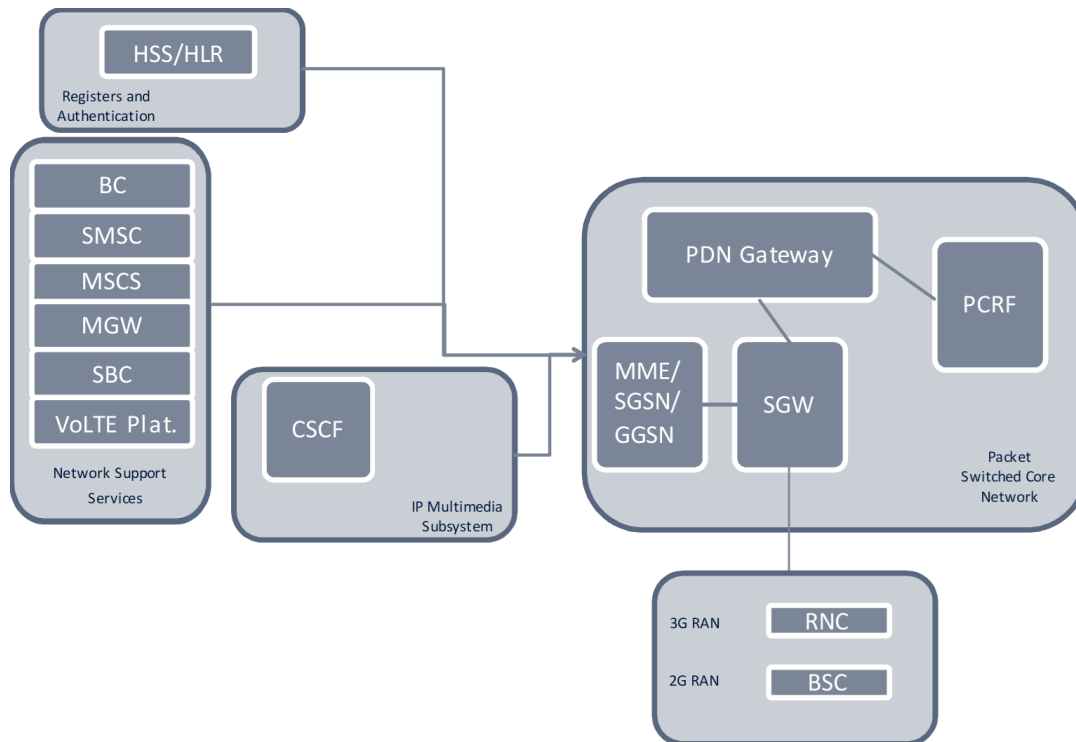 HSS/HLR
Registers and
Authentication
BC
SMSC
MSCS
MGW
SBC
VoLTE Plat.
Network Support
Services
CSCF
IP Multimedia
Subsystem
PDN Gateway
PCRF
MME/
SGSN/
GGSN
SGW
Packet
Switched Core
Network
3G RAN
RNC
2G RAN
BSC